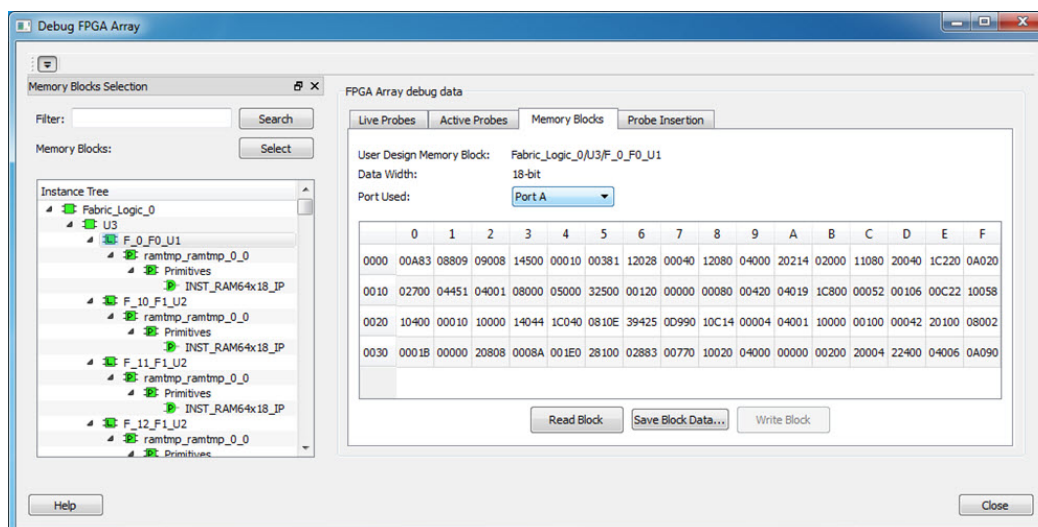 Debug FPGA Array
Memory Blocks Selection
Filter: Search
Memory Blocks: Select
Instance Tree
Fabric_Logic_0
U3
F_0_F0_U1
ramtmp_ramtmp_0_0
Primitives
INST_RAM64x18_IP
F_10_F1_U2
ramtmp_ramtmp_0_0
Primitives
INST_RAM64x18_IP
F_11_F1_U2
ramtmp_ramtmp_0_0
Primitives
INST_RAM64x18_IP
F_12_F1_U2
ramtmp_ramtmp_0_0
Primitives
FPGA Array debug data
Live Probes Active Probes Memory Blocks Probe Insertion
User Design Memory Block: Fabric_Logic_0/U3/F_0_F0_U1
Data Width: 18-bit
Port Used: Port A
0 1 2 3 4 5 6 7 8 9 A B C D E F
0000 00A83 08809 09008 14500 00010 00381 12028 00040 12080 04000 20214 02000 11080 20040 1C220 0A020
0010 02700 04451 04001 08000 05000 32500 00120 00000 00080 00420 04019 1C800 00052 00106 00C22 10058
0020 10400 00010 10000 14044 1C040 0810E 39425 0D990 10C14 00004 04001 10000 00100 00042 20100 08002
0030 0001B 00000 20808 0008A 001E0 28100 02883 00770 10020 04000 00000 00200 20004 22400 04006 0A090
Read Block Save Block Data... Write Block
Help Close